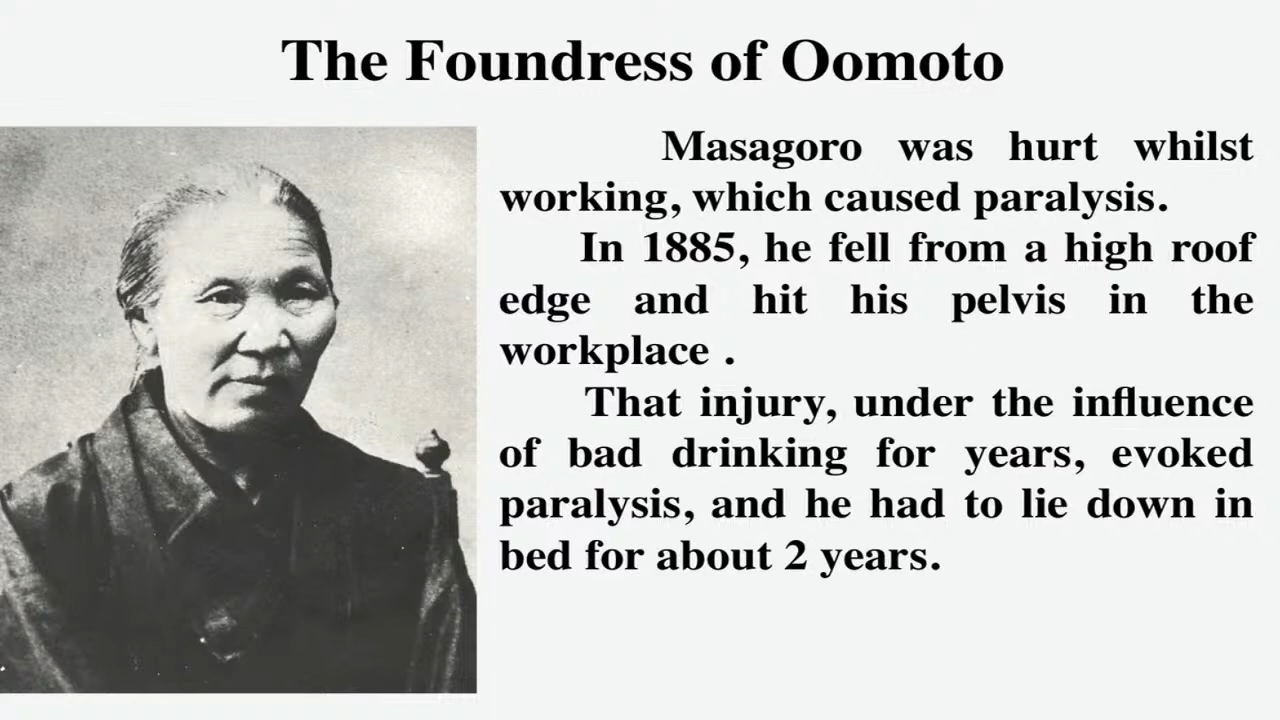 The Foundress of Oomoto
Masagoro was hurt whilst
working, which caused paralysis.
In 1885, he fell from a high roof
edge and hit his pelvis in the
workplace .
That injury, under the influence
of bad drinking for years, evoked
paralysis, and he had to lie down in
bed for about 2 years.